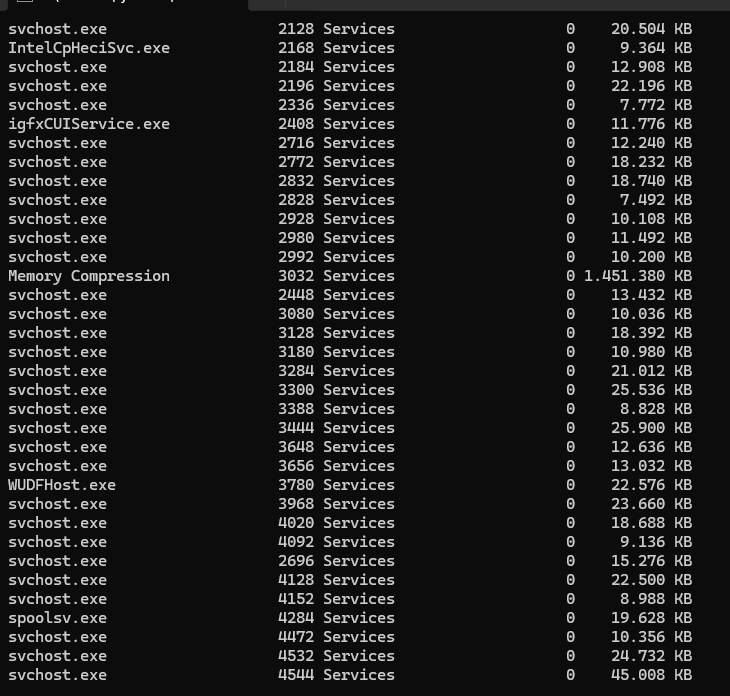 svchost.exe 2128 Services 0 20.504 KB
IntelCpHeciSvc.exe 2168 Services 0 9.364 KB
svchost.exe 2184 Services 0 12.908 KB
svchost.exe 2196 Services 0 22.196 KB
svchost.exe 2336 Services 0 7.772 KB
igfxCUIService.exe 2408 Services 0 11.776 KB
svchost.exe 2716 Services 0 12.240 KB
svchost.exe 2772 Services 0 18.232 KB
svchost.exe 2832 Services 0 18.740 KB
svchost.exe 2828 Services 0 7.492 KB
svchost.exe 2928 Services 0 10.108 KB
svchost.exe 2980 Services 0 11.492 KB
svchost.exe 2992 Services 0 10.200 KB
Memory Compression 3032 Services 0 1.451.380 KB
svchost.exe 2448 Services 0 13.432 KB
svchost.exe 3080 Services 0 10.036 KB
svchost.exe 3128 Services 0 18.392 KB
svchost.exe 3180 Services 0 10.980 KB
svchost.exe 3284 Services 0 21.012 KB
svchost.exe 3300 Services 0 25.536 KB
svchost.exe 3388 Services 0 8.828 KB
svchost.exe 3444 Services 0 25.900 KB
svchost.exe 3648 Services 0 12.636 KB
svchost.exe 3656 Services 0 13.032 KB
WUDFHost.exe 3780 Services 0 22.576 KB
svchost.exe 3968 Services 0 23.660 KB
svchost.exe 4020 Services 0 18.688 KB
svchost.exe 4092 Services 0 9.136 KB
svchost.exe 2696 Services 0 15.276 KB
svchost.exe 4128 Services 0 22.500 KB
svchost.exe 4152 Services 0 8.988 KB
spoolsv.exe 4284 Services 0 19.628 KB
svchost.exe 4472 Services 0 10.356 KB
svchost.exe 4532 Services 0 24.732 KB
svchost.exe 4544 Services 0 45.008 KB